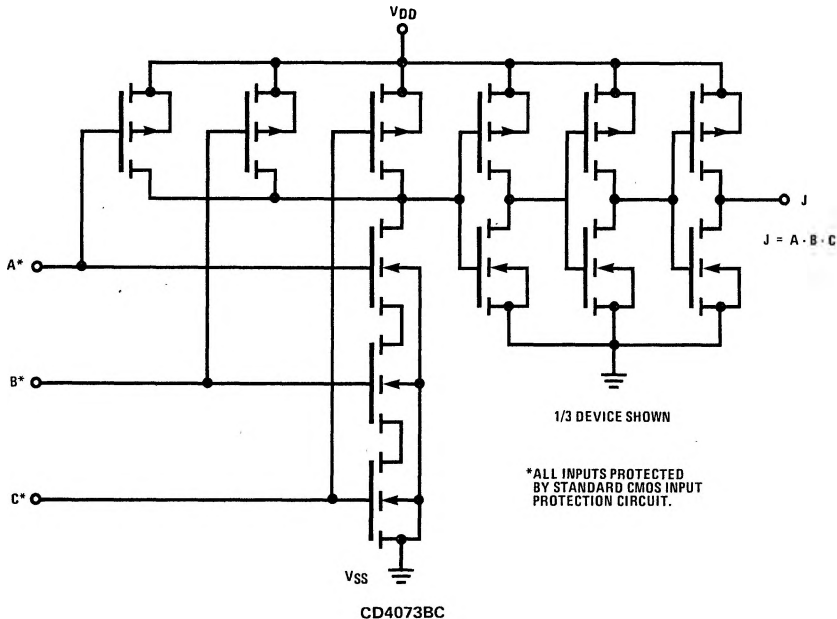 VDD
J
J = A · B · C
A*
B*
C*
1/3 DEVICE SHOWN
*ALL INPUTS PROTECTED
BY STANDARD CMOS INPUT
PROTECTION CIRCUIT.
VSS
CD4073BC